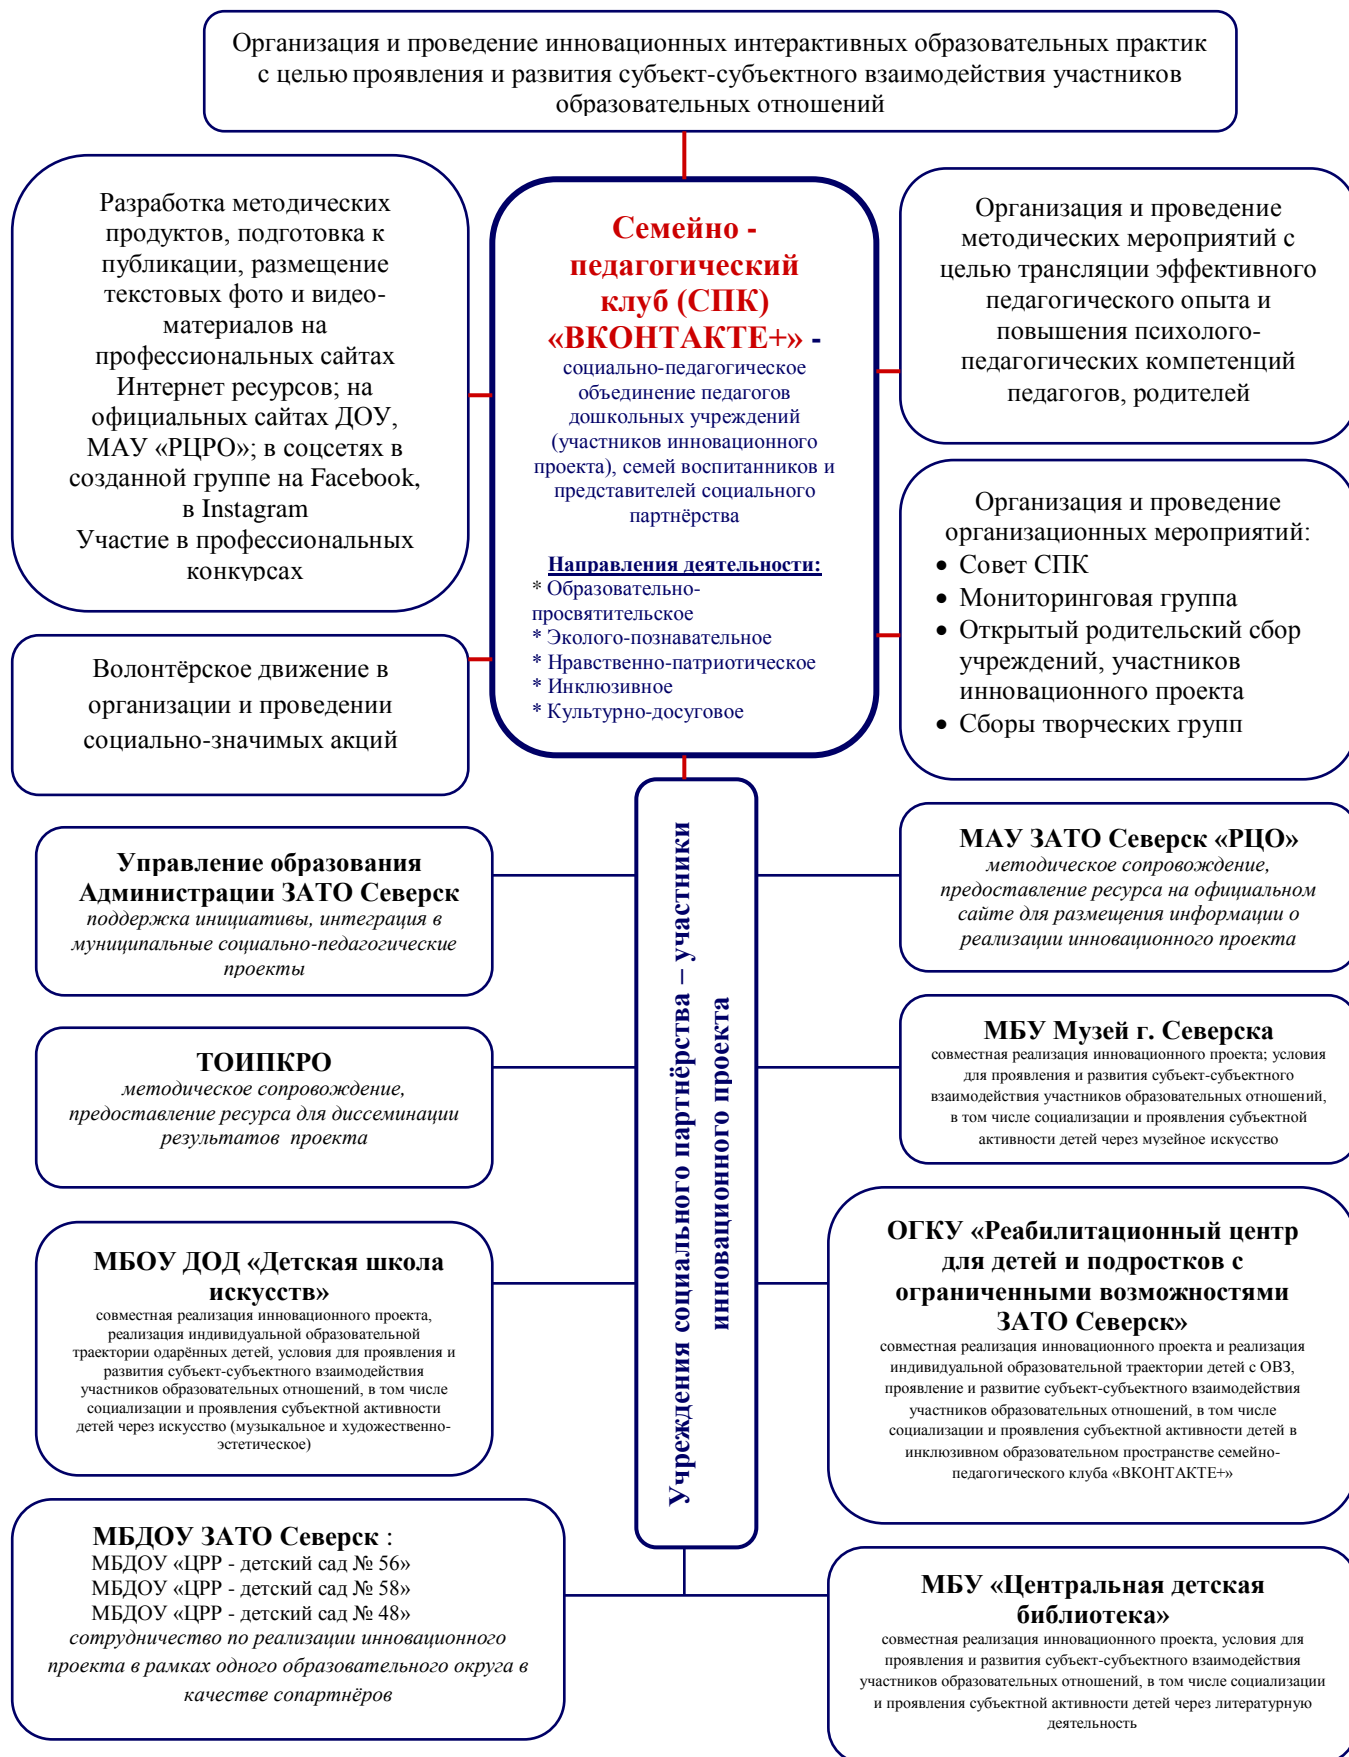 Организация и проведение инновационных интерактивных образовательных практик
с целью проявления и развития субъект-субъектного взаимодействия участников
образовательных отношений
Разработка методических
продуктов, подготовка к
публикации, размещение
текстовых фото и видео-
материалов на
профессиональных сайтах
Интернет ресурсов; на
официальных сайтах ДОУ,
МАУ «РЦРО»; в соцсетях в
созданной группе на Facebook,
в Instagram
Участие в профессиональных
конкурсах
Волонтёрское движение в
организации и проведении
социально-значимых акций
Семейно -
педагогический
клуб (СПК)
«ВКОНТАКТЕ+» -
социально-педагогическое
объединение педагогов
дошкольных учреждений
(участников инновационного
проекта), семей воспитанников и
представителей социального
партнёрства
Направления деятельности:
* Образовательно-
просвятительское
* Эколого-познавательное
* Нравственно-патриотическое
* Инклюзивное
* Культурно-досуговое
Организация и проведение
методических мероприятий с
целью трансляции эффективного
педагогического опыта и
повышения психолого-
педагогических компетенций
педагогов, родителей
Организация и проведение
организационных мероприятий:
• Совет СПК
• Мониторинговая группа
• Открытый родительский сбор
учреждений, участников
инновационного проекта
• Сборы творческих групп
Учреждения социального партнёрства – участники
инновационного проекта
Управление образования
Администрации ЗАТО Северск
поддержка инициативы, интеграция в
муниципальные социально-педагогические
проекты
МАУ ЗАТО Северск «РЦО»
методическое сопровождение,
предоставление ресурса на официальном
сайте для размещения информации о
реализации инновационного проекта
ТОИПКРО
методическое сопровождение,
предоставление ресурса для диссеминации
результатов  проекта
МБУ Музей г. Северска
совместная реализация инновационного проекта; условия
для проявления и развития субъект-субъектного
взаимодействия участников образовательных отношений,
в том числе социализации и проявления субъектной
активности детей через музейное искусство
МБОУ ДОД «Детская школа
искусств»
совместная реализация инновационного проекта,
реализация индивидуальной образовательной
траектории одарённых детей, условия для проявления и
развития субъект-субъектного взаимодействия
участников образовательных отношений, в том числе
социализации и проявления субъектной активности
детей через искусство (музыкальное и художественно-
эстетическое)
ОГКУ «Реабилитационный центр
для детей и подростков с
ограниченными возможностями
ЗАТО Северск»
совместная реализация инновационного проекта и реализация
индивидуальной образовательной траектории детей с ОВЗ,
проявление и развитие субъект-субъектного взаимодействия
участников образовательных отношений, в том числе
социализации и проявления субъектной активности детей в
инклюзивном образовательном пространстве семейно-
педагогического клуба «ВКОНТАКТЕ+»
МБДОУ ЗАТО Северск :
МБДОУ «ЦРР - детский сад № 56»
МБДОУ «ЦРР - детский сад № 58»
МБДОУ «ЦРР - детский сад № 48»
сотрудничество по реализации инновационного
проекта в рамках одного образовательного округа в
качестве сопартнёров
МБУ «Центральная детская
библиотека»
совместная реализация инновационного проекта, условия для
проявления и развития субъект-субъектного взаимодействия
участников образовательных отношений, в том числе социализации
и проявления субъектной активности детей через литературную
деятельность